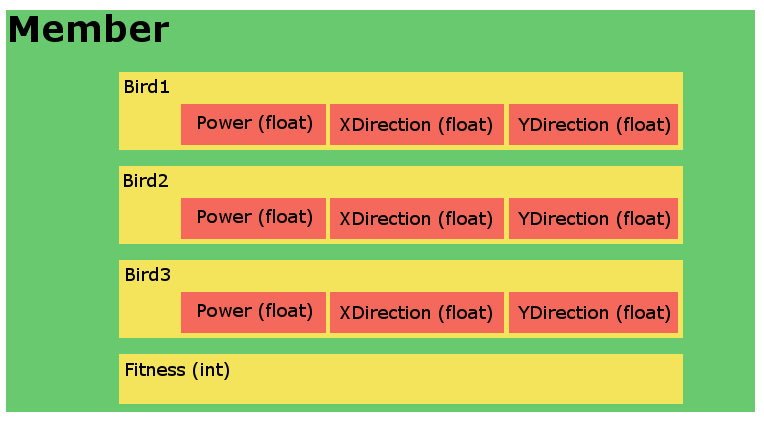 Member
Bird1
Power (float) XDirection (float) YDirection (float)
Bird2
Power (float) XDirection (float) YDirection (float)
Bird3
Power (float) XDirection (float) YDirection (float)
Fitness (int)